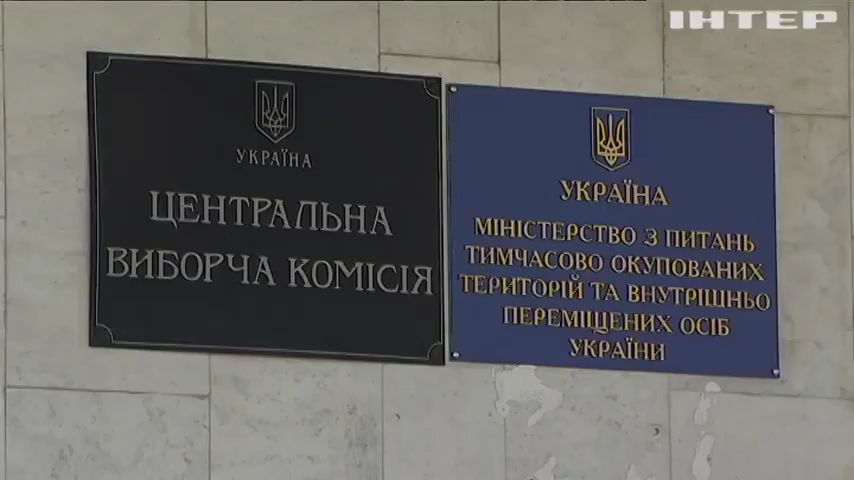 ІНТЕР
УКРАЇНА
ЦЕНТРАЛЬНА
ВИБОРЧА КОМІСІЯ
УКРАЇНА
МІНІСТЕРСТВО З ПИТАНЬ
ТИМЧАСОВО ОКУПОВАНИХ
ТЕРИТОРІЙ ТА ВНУТРІШНЬО
ПЕРЕМІЩЕНИХ ОСІБ
УКРАЇНИ